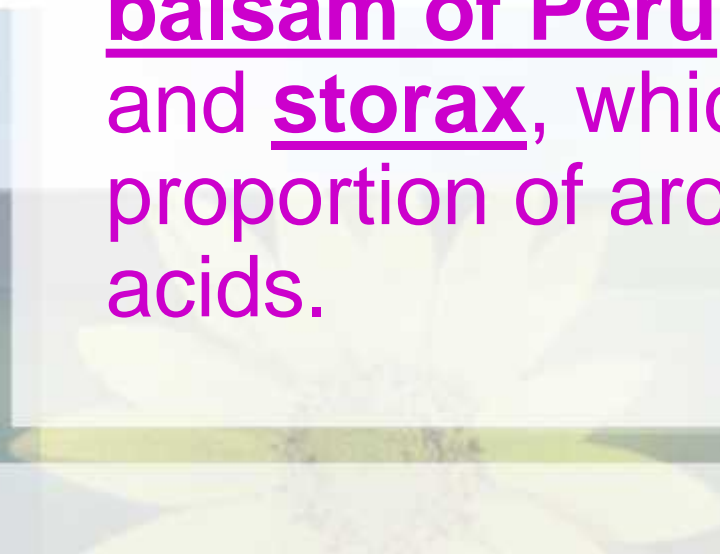 balsam of Peru
and storax, whic
proportion of aro
acids.